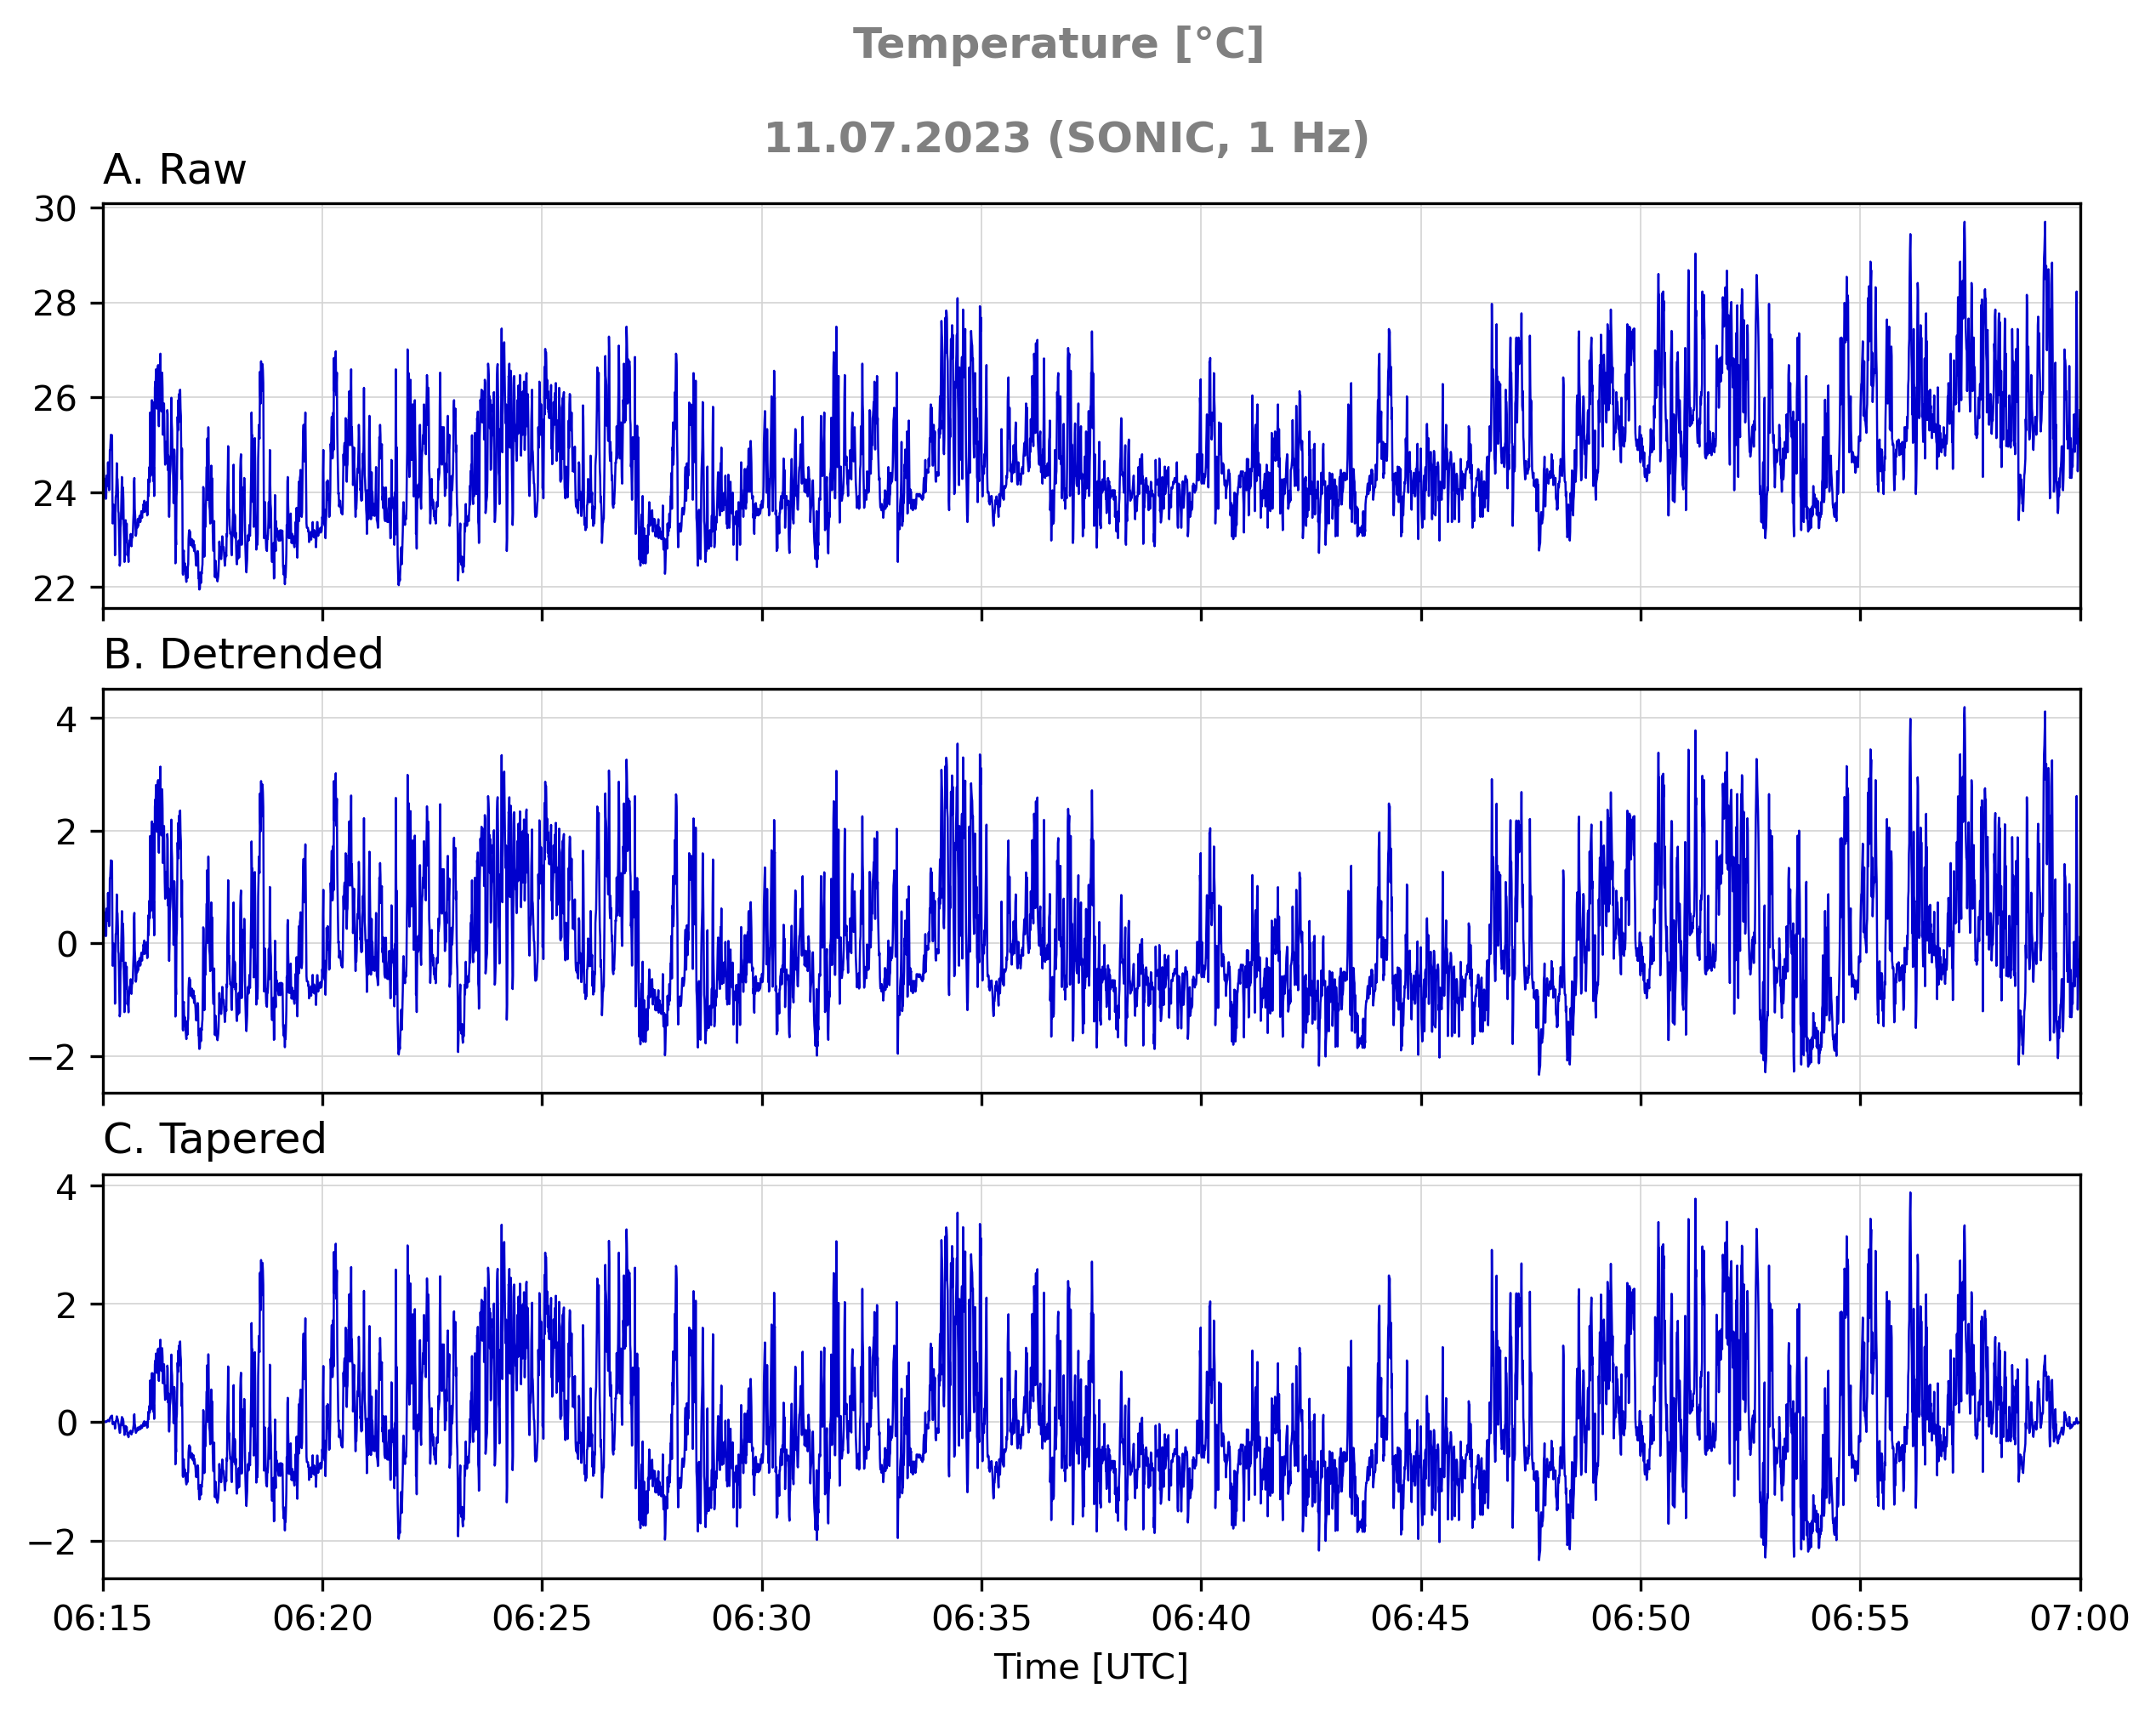 Temperature [°C]
11.07.2023 (SONIC, 1 Hz)
A. Raw
30
28
26
24
22
B. Detrended
4
2
0
−2
C. Tapered
4
2
0
−2
06:15 06:20 06:25 06:30 06:35 06:40 06:45 06:50 06:55 07:00
Time [UTC]